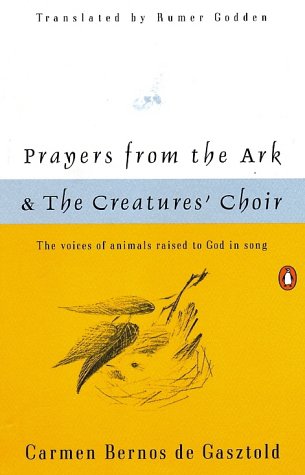 Translated by Rumer Godden
Prayers from the Ark
& The Creatures' Choir
The voices of animals raised to God in song
Carmen Bernos de Gasztold